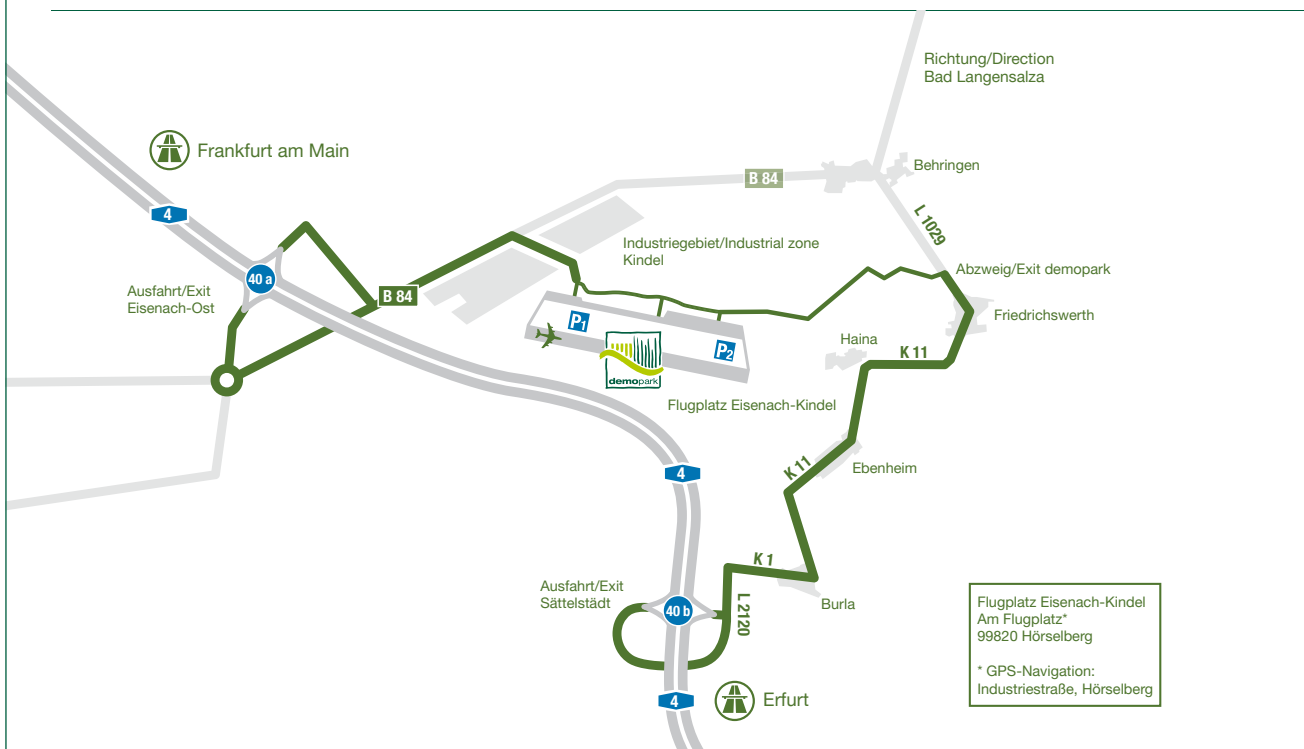 Richtung/Direction
Bad Langensalza
Frankfurt am Main
Behringen
B 84
4
L 1029
Industriegebiet/Industrial zone
Kindel
Abzweig/Exit demopark
40 a
Ausfahrt/Exit
Eisenach-Ost
B 84
Friedrichswerth
P1
P2
Haina
K 11
demopark
Flugplatz Eisenach-Kindel
4
K 11
Ebenheim
K 1
Ausfahrt/Exit
Sättelstädt
40 b
L 2120
Burla
Flugplatz Eisenach-Kindel
Am Flugplatz*
99820 Hörselberg
* GPS-Navigation:
Industriestraße, Hörselberg
4
Erfurt